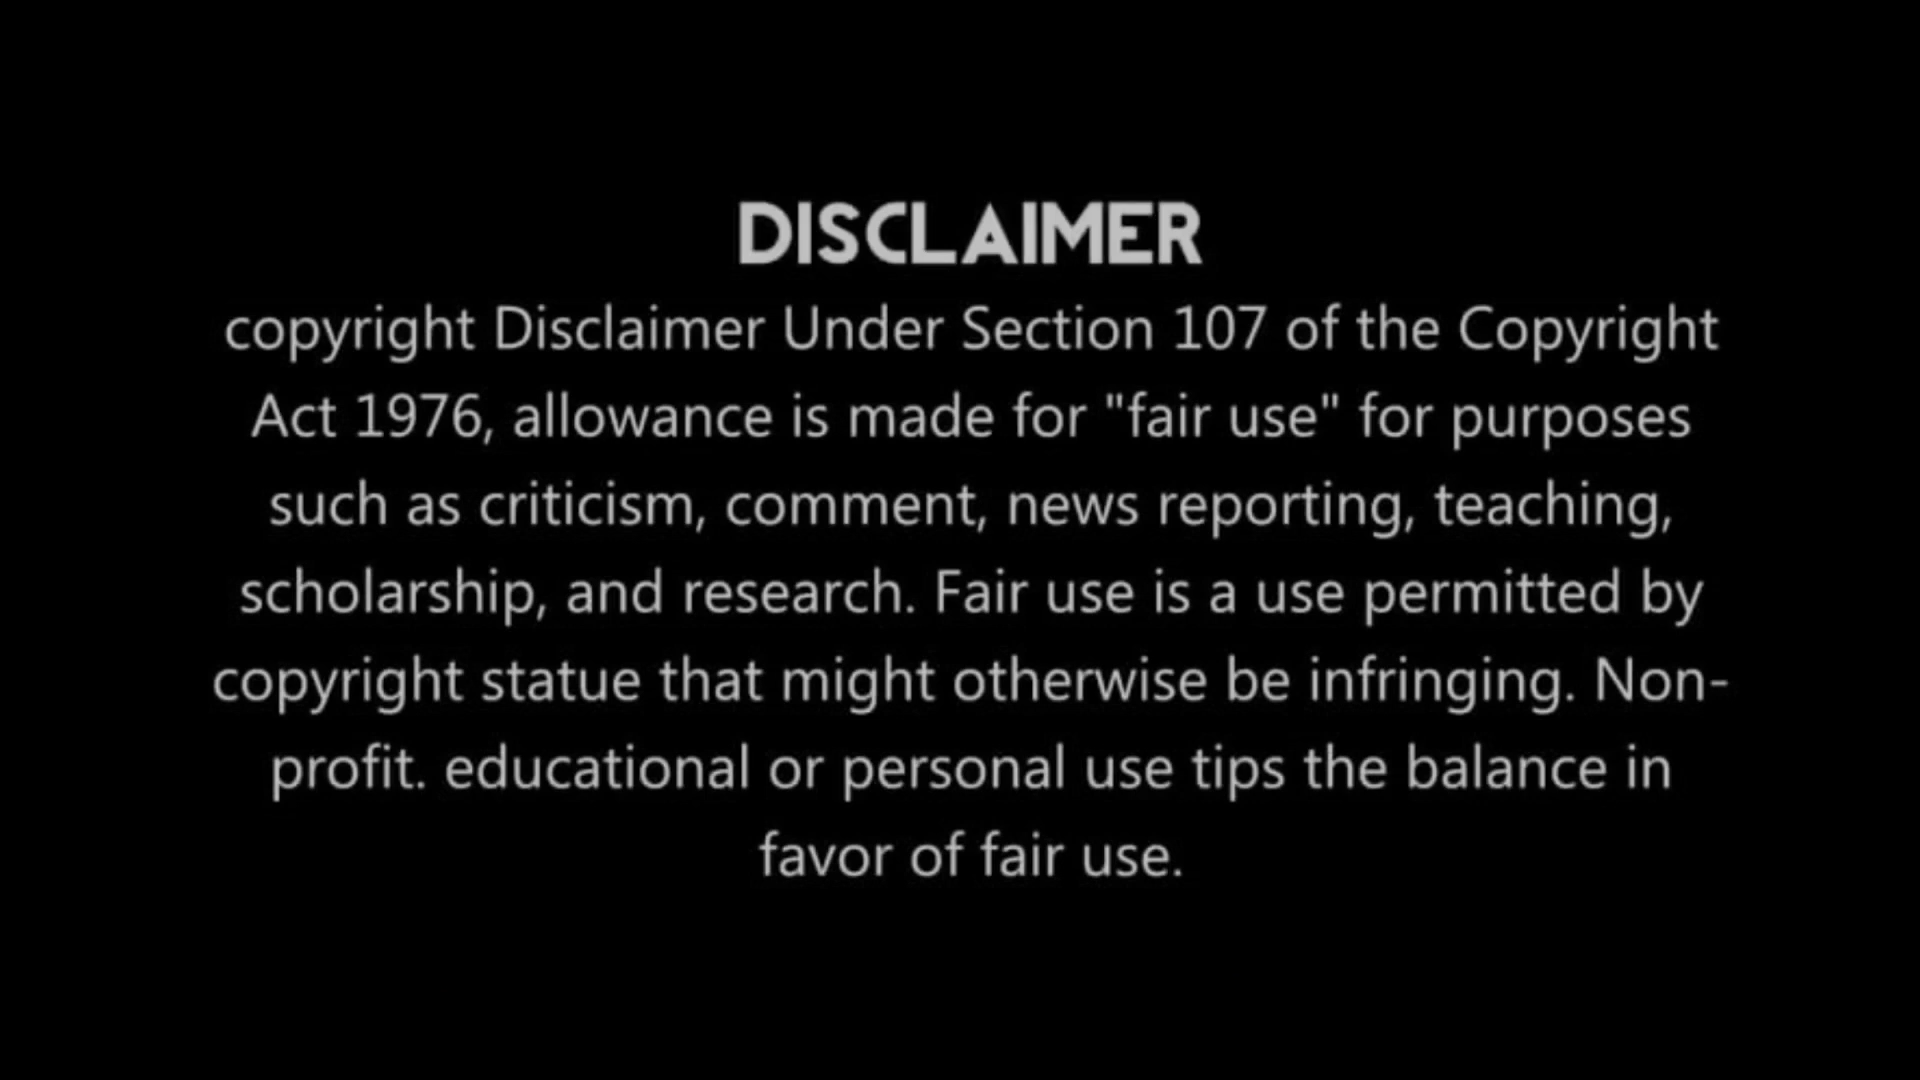 DISCLAIMER
copyright Disclaimer Under Section 107 of the Copyright
Act 1976, allowance is made for "fair use" for purposes
such as criticism, comment, news reporting, teaching,
scholarship, and research. Fair use is a use permitted by
copyright statue that might otherwise be infringing. Non-
profit. educational or personal use tips the balance in
favor of fair use.